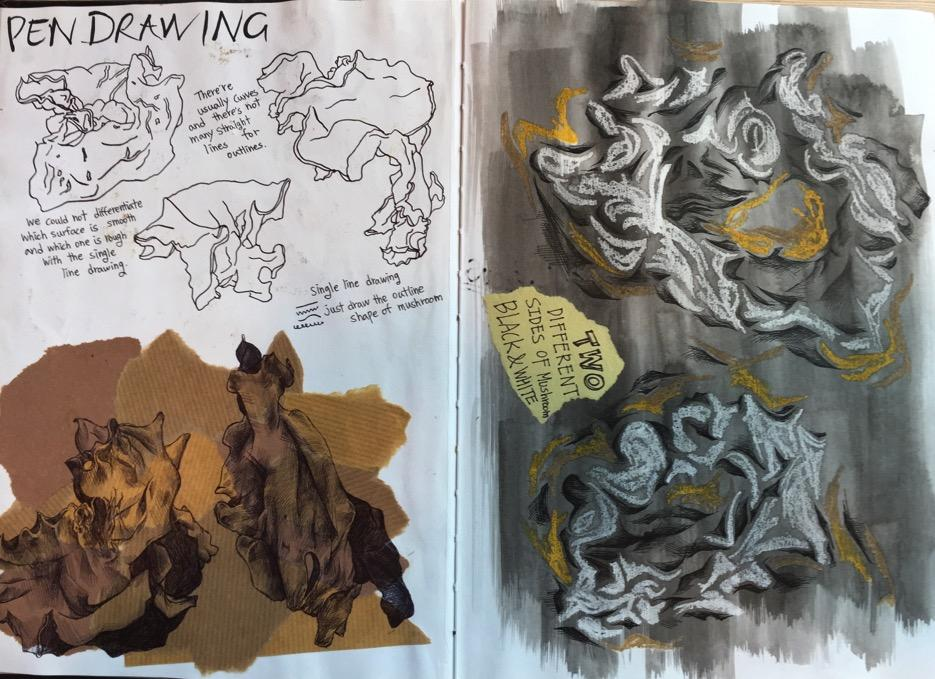 PEN DRAWING
There're
usually curves
and there's not
many straight
lines for
outlines.
We could not differentiate
which surface is smooth
and which one is rough
with the single
line drawing
Single line drawing
just draw the outline
shape of mushroom
TWO
DIFFERENT
SIDES OF Mushroom
BLACK & WHITE